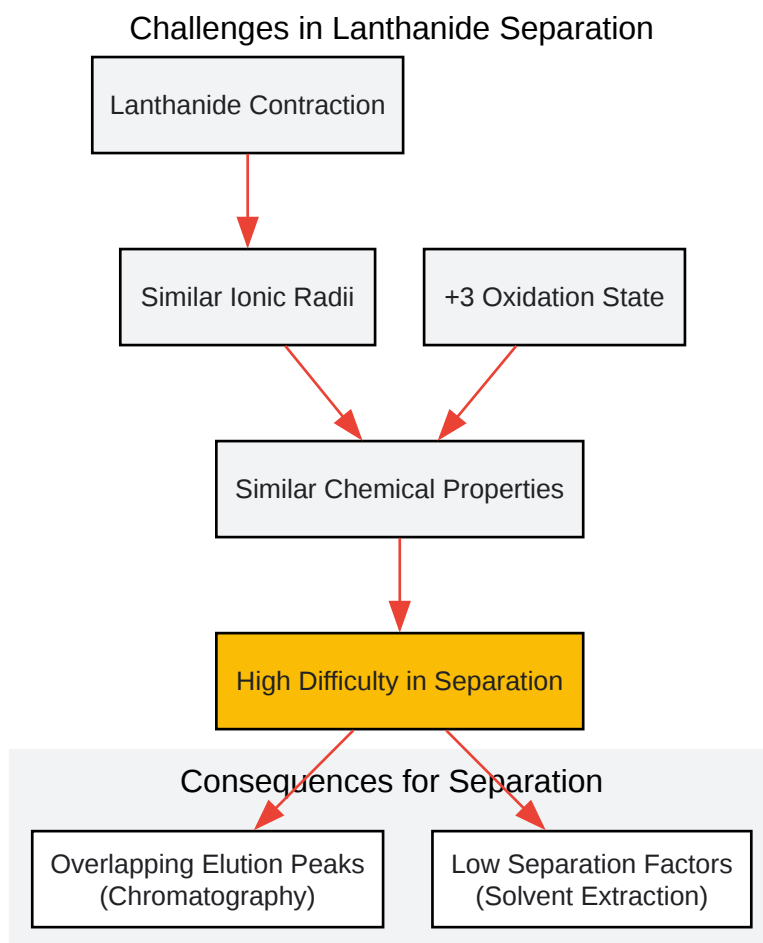 Challenges in Lanthanide Separation
Lanthanide Contraction
Similar Ionic Radii
+3 Oxidation State
Similar Chemical Properties
High Difficulty in Separation
Consequences for Separation
Overlapping Elution Peaks
(Chromatography)
Low Separation Factors
(Solvent Extraction)